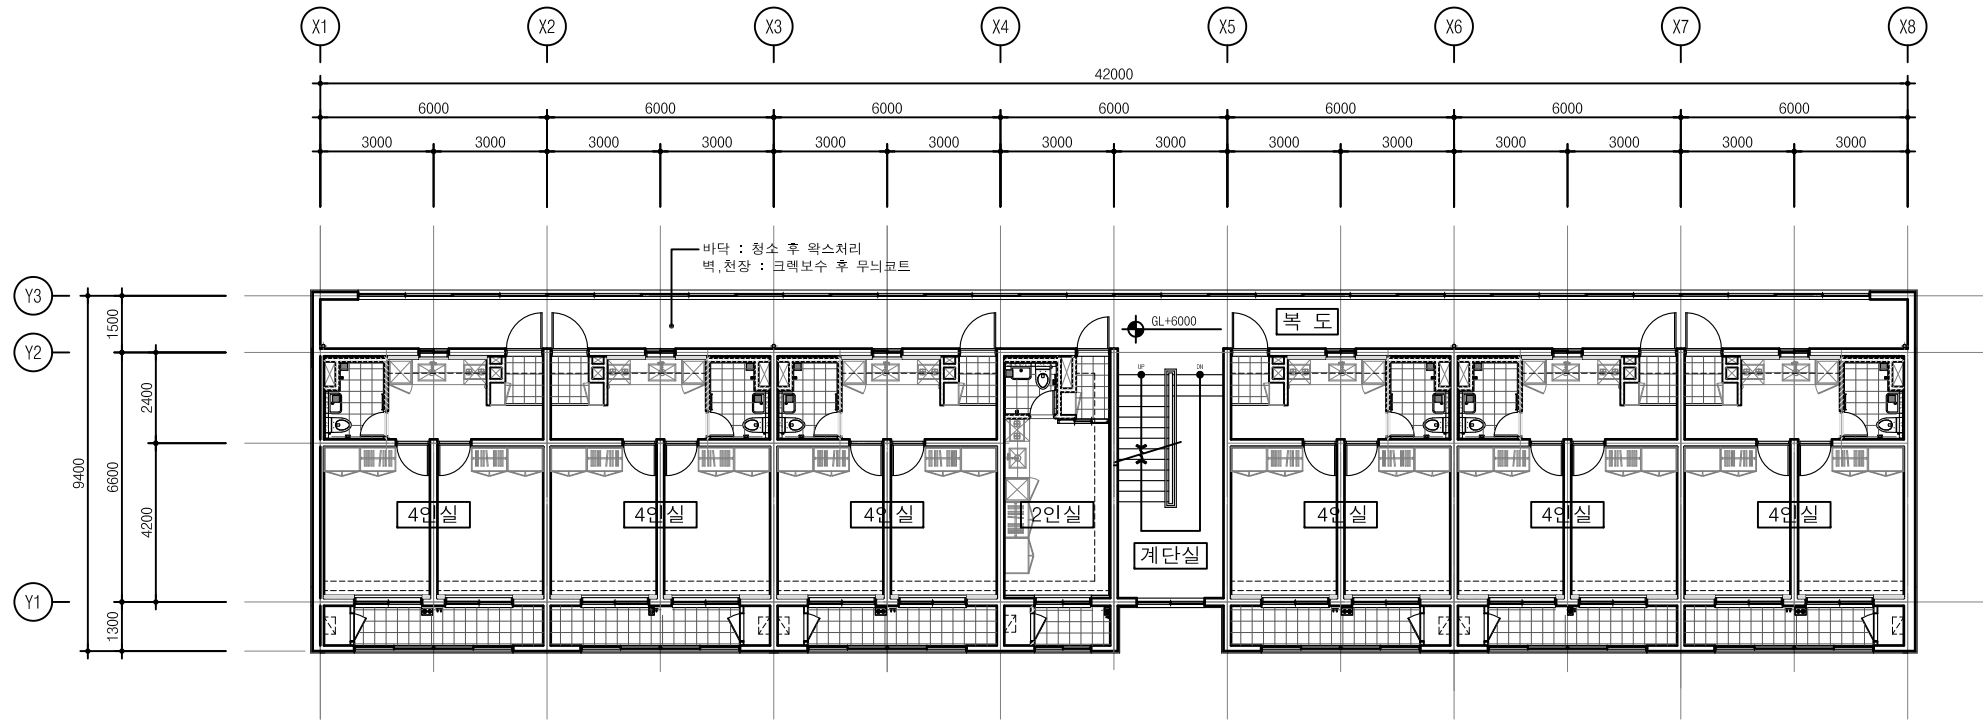 X1 X2 X3 X4 X5 X6 X7 X8
42000
6000 6000 6000 6000 6000 6000 6000
3000 3000 3000 3000 3000 3000 3000 3000 3000 3000 3000 3000 3000 3000
바닥 : 청소 후 왁스처리
벽,천장 : 크렉보수 후 무늬코트
Y3
1500
GL+6000
복 도
Y2
UP DN
2400
9400
6600
4200
4인실 4인실 4인실 2인실 4인실 4인실 4인실
계단실
Y1
1300